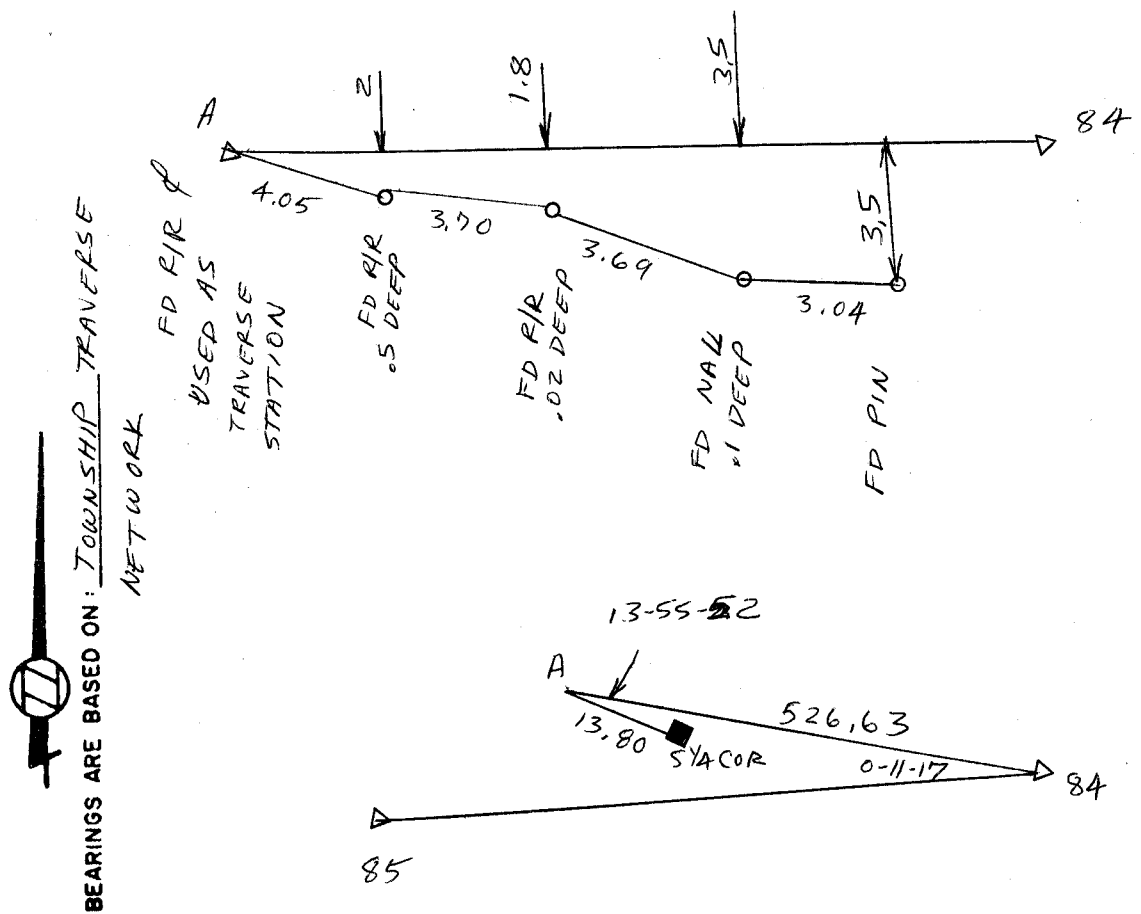 A
2
1.8
3.5
84
4.05
3.70
3.69
3.04
3.5
FD R/R &
USED AS
TRAVERSE
STATION
FD R/R
.5 DEEP
FD R/R
.02 DEEP
FD NAIL
.1 DEEP
FD PIN
BEARINGS ARE BASED ON: TOWNSHIP TRAVERSE
NETWORK
13-55-52
A
13.80
S 1/4 COR
526.63
0-11-17
84
85